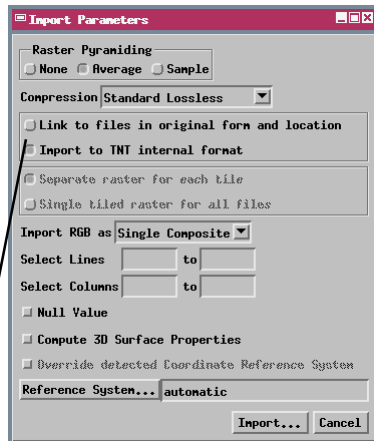 Import Parameters
Raster Pyramiding
None Average Sample
Compression Standard Lossless
Link to files in original form and location
Import to TNT internal format
Separate raster for each tile
Single tiled raster for all files
Import RGB as Single Composite
Select Lines to
Select Columns to
Null Value
Compute 3D Surface Properties
Override detected Coordinate Reference System
Reference System... automatic
Import... Cancel